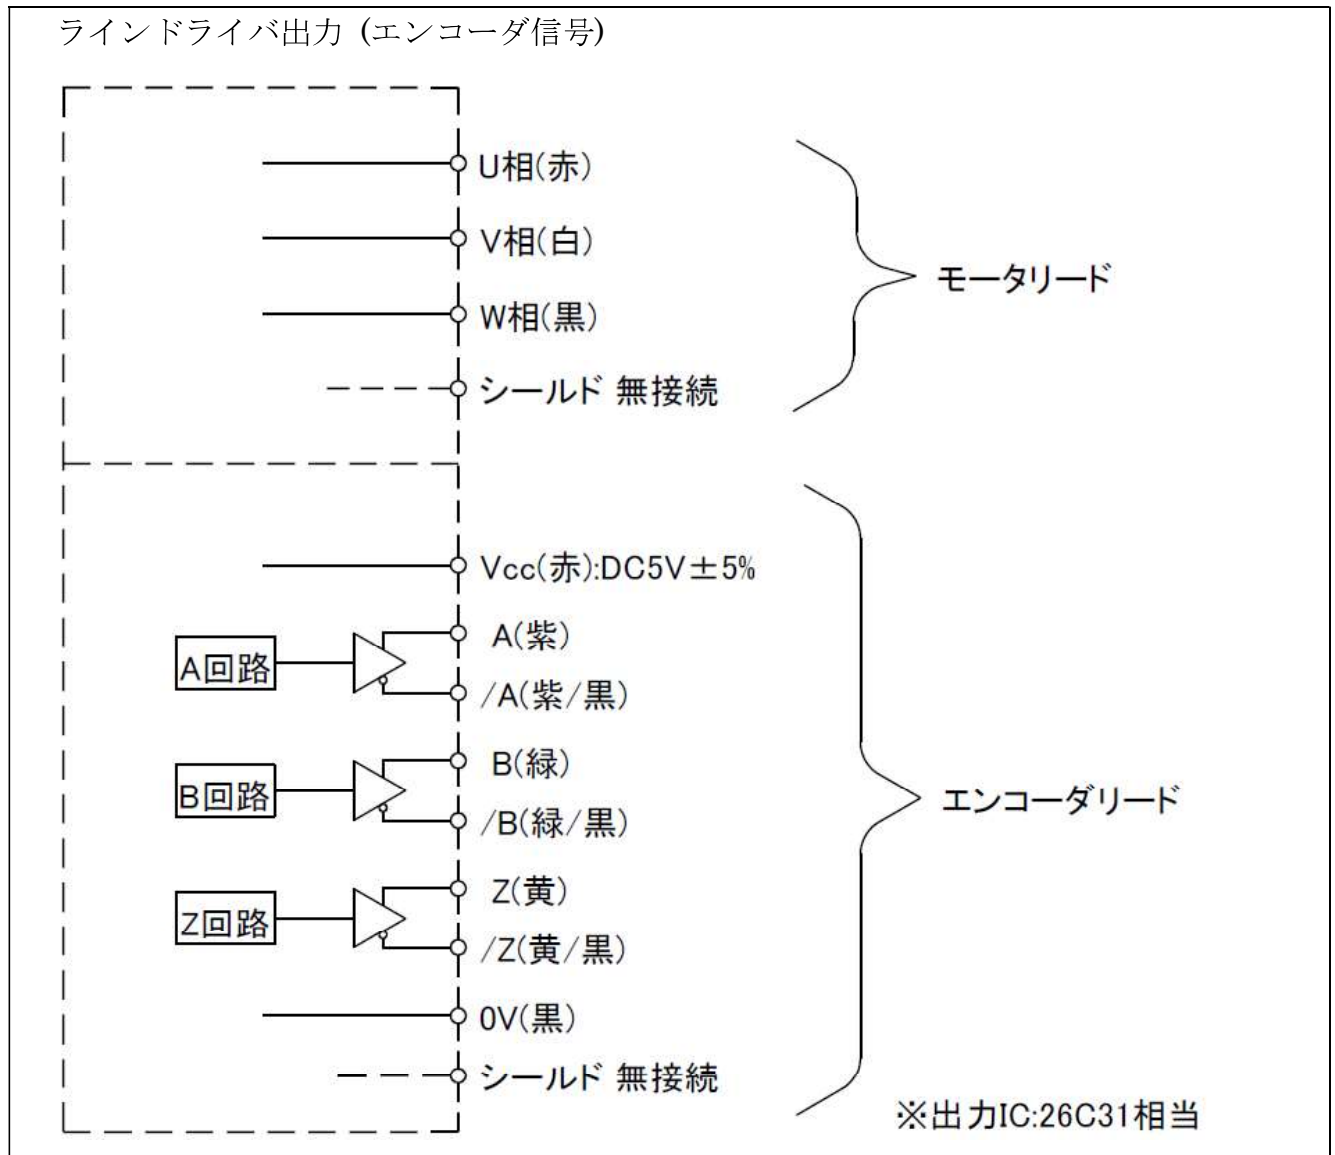 ラインドライバ出力 (エンコーダ信号)
U相(赤)
V相(白)
W相(黒)
シールド 無接続
モータリード
Vcc(赤):DC5V±5%
A回路
A(紫)
/A(紫/黒)
B回路
B(緑)
/B(緑/黒)
エンコーダリード
Z回路
Z(黄)
/Z(黄/黒)
0V(黒)
シールド 無接続
※出力IC:26C31相当